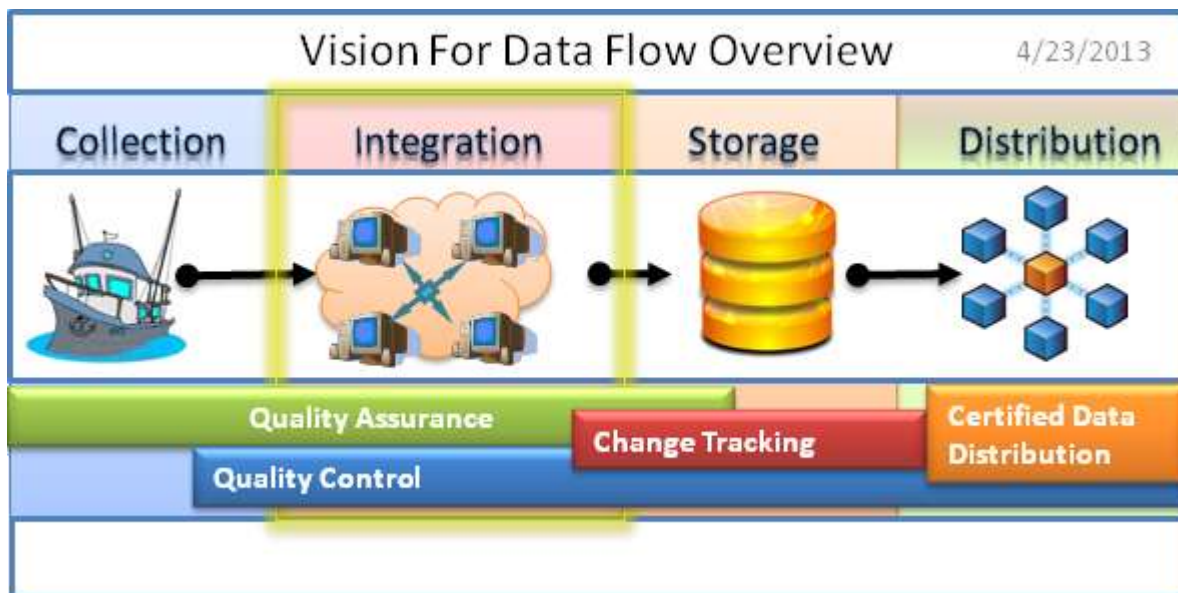 Vision For Data Flow Overview
4/23/2013
Collection
Integration
Storage
Distribution
Quality Assurance
Change Tracking
Certified Data
Distribution
Quality Control